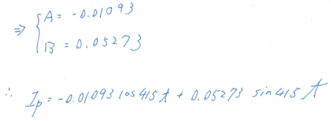 ⇒ { A = -0.01093
B = 0.05273
∴ Ip = -0.01093 cos 415 t + 0.05273 sin 415 t